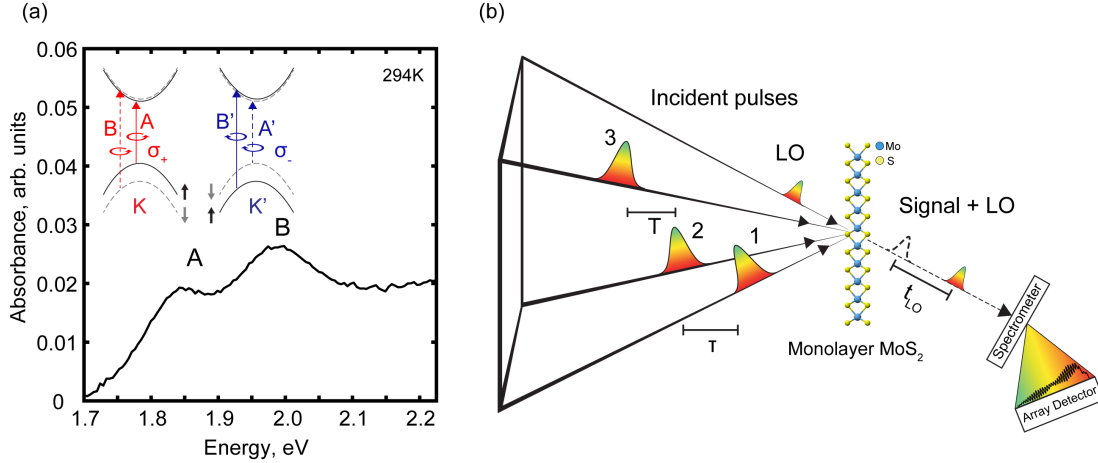 (a)
294K
Absorbance, arb. units
0.06
0.05
0.04
0.03
0.02
0.01
0
1.7
1.8
1.9
2.0
2.1
2.2
Energy, eV
B
A
σ+
K
B'
A'
σ-
K'
A
B
(b)
Incident pulses
LO
3
T
2
1
τ
Mo
S
Monolayer MoS2
Signal + LO
tLO
Spectrometer
Array Detector